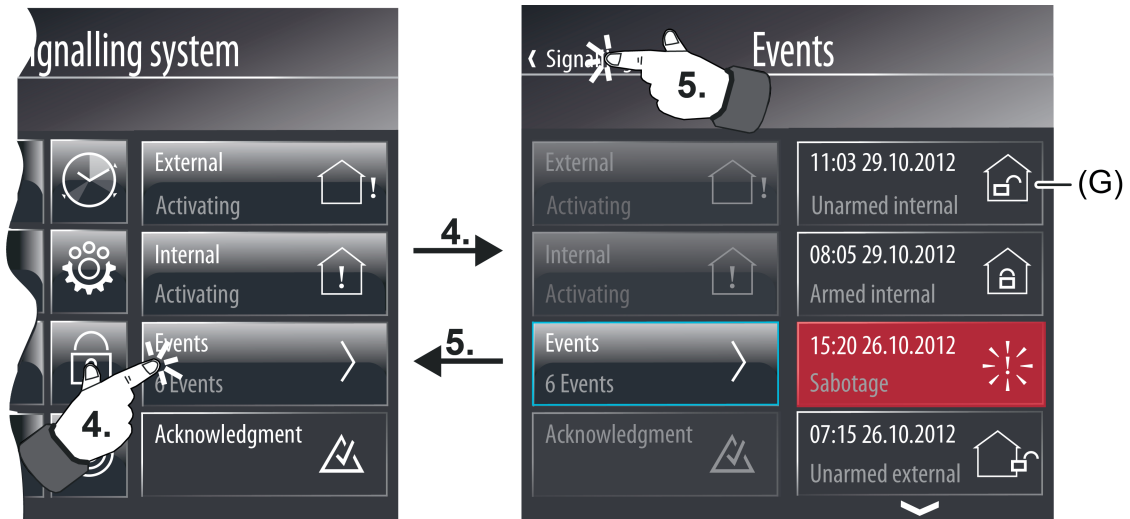 ignalling system
External
Activating
Internal
Activating
Events
6 Events
Acknowledgment
4.
4.
5.
Events
5.
External
Activating
Internal
Activating
Events
6 Events
Acknowledgment
11:03 29.10.2012
Unarmed internal
(G)
08:05 29.10.2012
Armed internal
15:20 26.10.2012
Sabotage
07:15 26.10.2012
Unarmed external